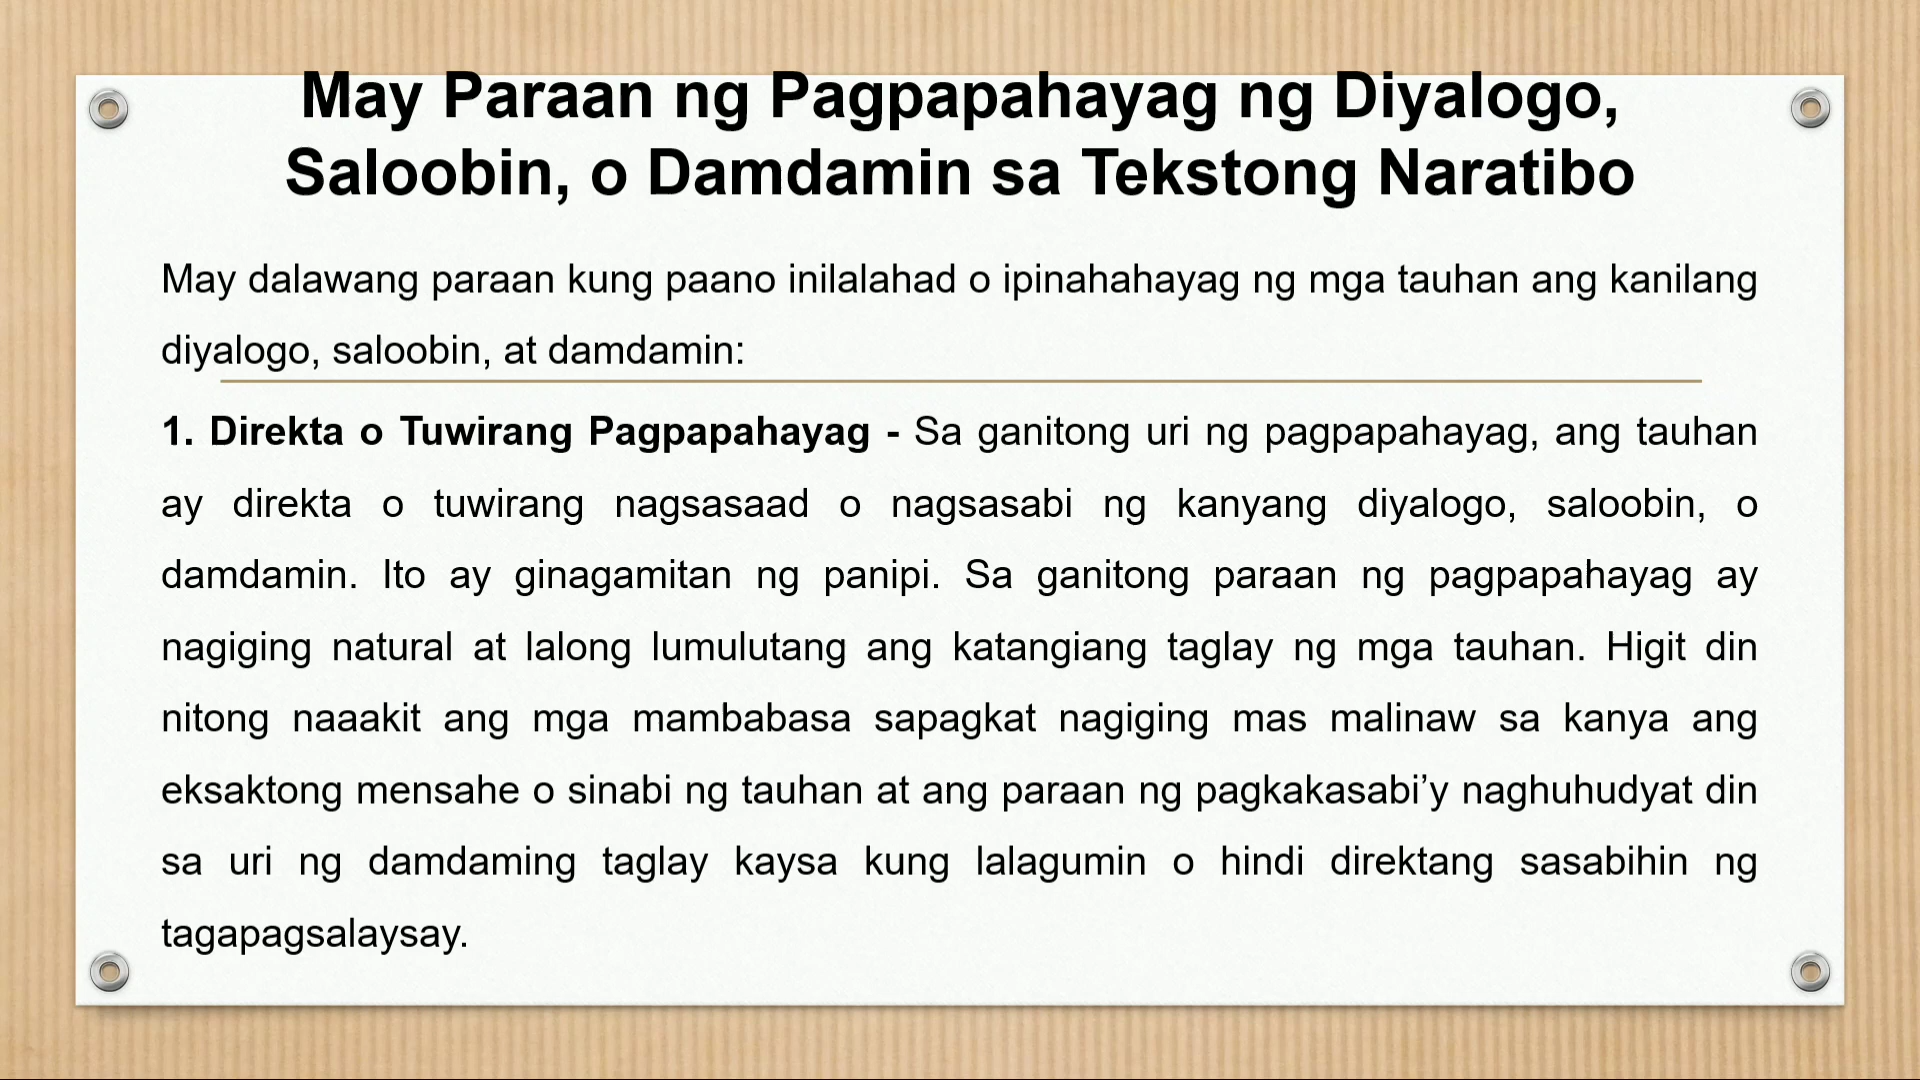 May Paraan ng Pagpapahayag ng Diyalogo,
Saloobin, o Damdamin sa Tekstong Naratibo
May dalawang paraan kung paano inilalahad o ipinahahayag ng mga tauhan ang kanilang
diyalogo, saloobin, at damdamin:
1. Direkta o Tuwirang Pagpapahayag - Sa ganitong uri ng pagpapahayag, ang tauhan
ay direkta o tuwirang nagsasaad o nagsasabi ng kanyang diyalogo, saloobin, o
damdamin. Ito ay ginagamitan ng panipi. Sa ganitong paraan ng pagpapahayag ay
nagiging natural at lalong lumulutang ang katangiang taglay ng mga tauhan. Higit din
nitong naaakit ang mga mambabasa sapagkat nagiging mas malinaw sa kanya ang
eksaktong mensahe o sinabi ng tauhan at ang paraan ng pagkakasabi’y naghuhudyat din
sa uri ng damdaming taglay kaysa kung lalagumin o hindi direktang sasabihin ng
tagapagsalaysay.